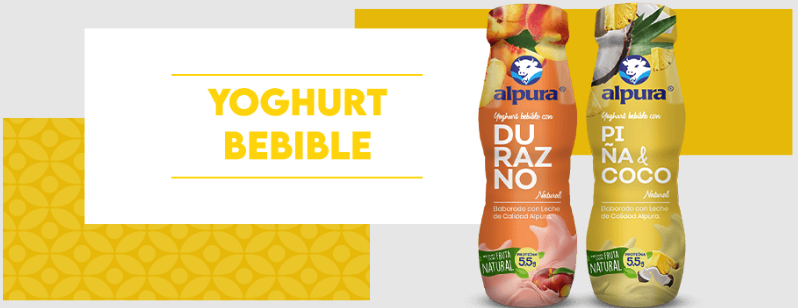 YOGHURT
BEBIBLE
alpura®
Yoghurt bebible con
DU
RAZ
NO
Natural
Elaborado con Leche
de Calidad Alpura.
CON FRUTA
NATURAL
PROTEÍNA
5.5g
alpura®
Yoghurt bebible con
PI
ÑA &
COCO
Natural
Elaborado con Leche
de Calidad Alpura.
CON FRUTA
NATURAL
PROTEÍNA
5.5g